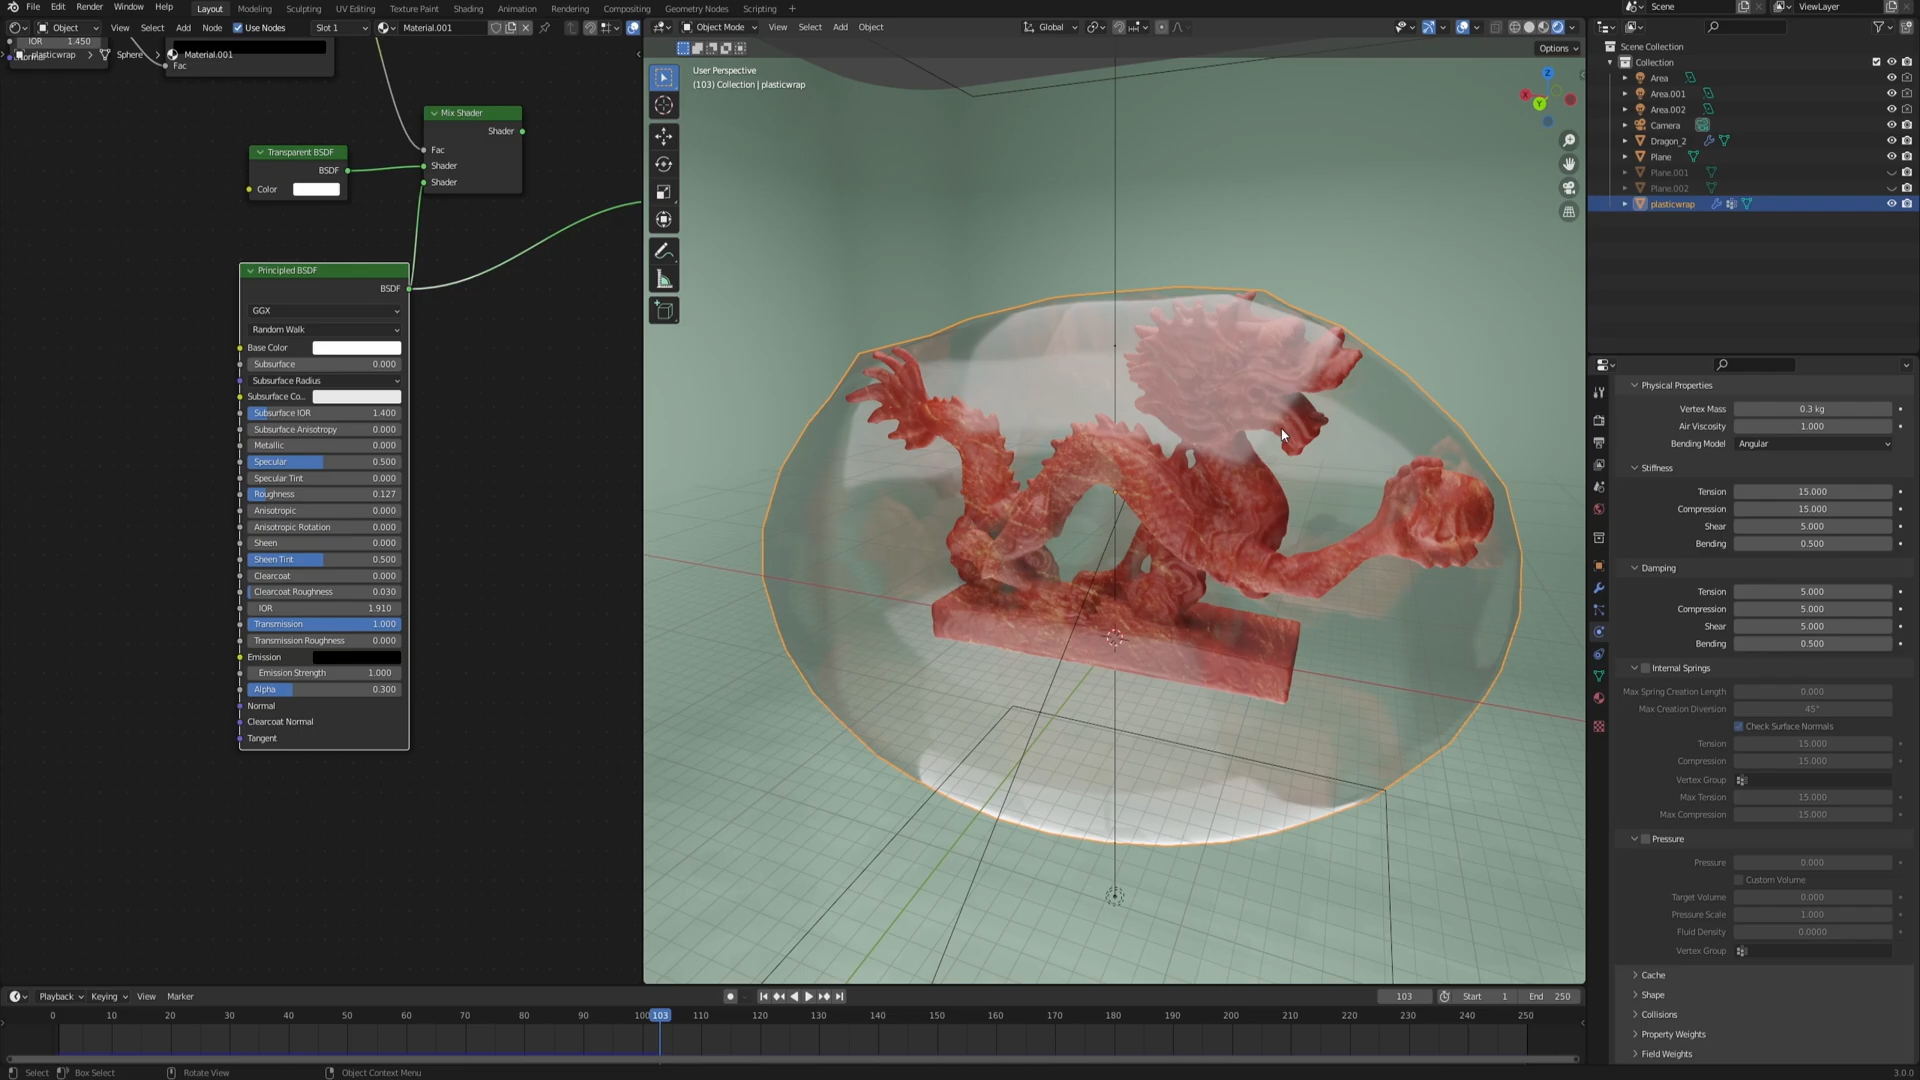 File Edit Render Window Help Layout Modeling Sculpting UV Editing Texture Paint Shading Animation Rendering Compositing Geometry Nodes Scripting Scene ViewLayer
Object View Select Add Node Use Nodes Slot 1 Material.001 Object Mode View Select Add Object Global
IOR 1.450
plasticwrap Sphere Material.001
Fac
Options
User Perspective
(103) Collection | plasticwrap
Mix Shader
Shader
Fac
Shader
Shader
Transparent BSDF
BSDF
Color
Principled BSDF
BSDF
GGX
Random Walk
Base Color
Subsurface 0.000
Subsurface Radius
Subsurface Co...
Subsurface IOR 1.400
Subsurface Anisotropy 0.000
Metallic 0.000
Specular 0.500
Specular Tint 0.000
Roughness 0.127
Anisotropic 0.000
Anisotropic Rotation 0.000
Sheen 0.000
Sheen Tint 0.500
Clearcoat 0.000
Clearcoat Roughness 0.030
IOR 1.910
Transmission 1.000
Transmission Roughness 0.000
Emission
Emission Strength 1.000
Alpha 0.300
Normal
Clearcoat Normal
Tangent
Z
X
Y
Scene Collection
Collection
Area
Area.001
Area.002
Camera
Dragon_2
Plane
Plane.001
Plane.002
plasticwrap
Physical Properties
Vertex Mass 0.3 kg
Air Viscosity 1.000
Bending Model Angular
Stiffness
Tension 15.000
Compression 15.000
Shear 5.000
Bending 0.500
Damping
Tension 5.000
Compression 5.000
Shear 5.000
Bending 0.500
Internal Springs
Max Spring Creation Length 0.000
Max Creation Diversion 45°
Check Surface Normals
Tension 15.000
Compression 15.000
Vertex Group
Max Tension 15.000
Max Compression 15.000
Pressure
Pressure 0.000
Custom Volume
Target Volume 0.000
Pressure Scale 1.000
Fluid Density 0.0000
Vertex Group
Cache
Shape
Collisions
Property Weights
Field Weights
Playback Keying View Marker 103 Start 1 End 250
0 10 20 30 40 50 60 70 80 90 100 103 110 120 130 140 150 160 170 180 190 200 210 220 230 240 250
Select Box Select Rotate View Object Context Menu 3.0.0